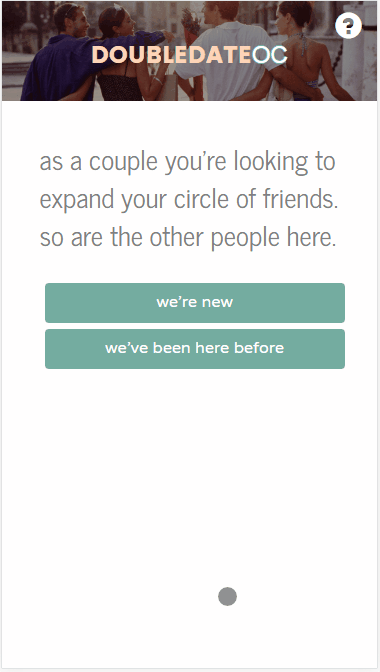 DOUBLEDATEOC
?
as a couple you're looking to
expand your circle of friends.
so are the other people here.
we're new
we've been here before